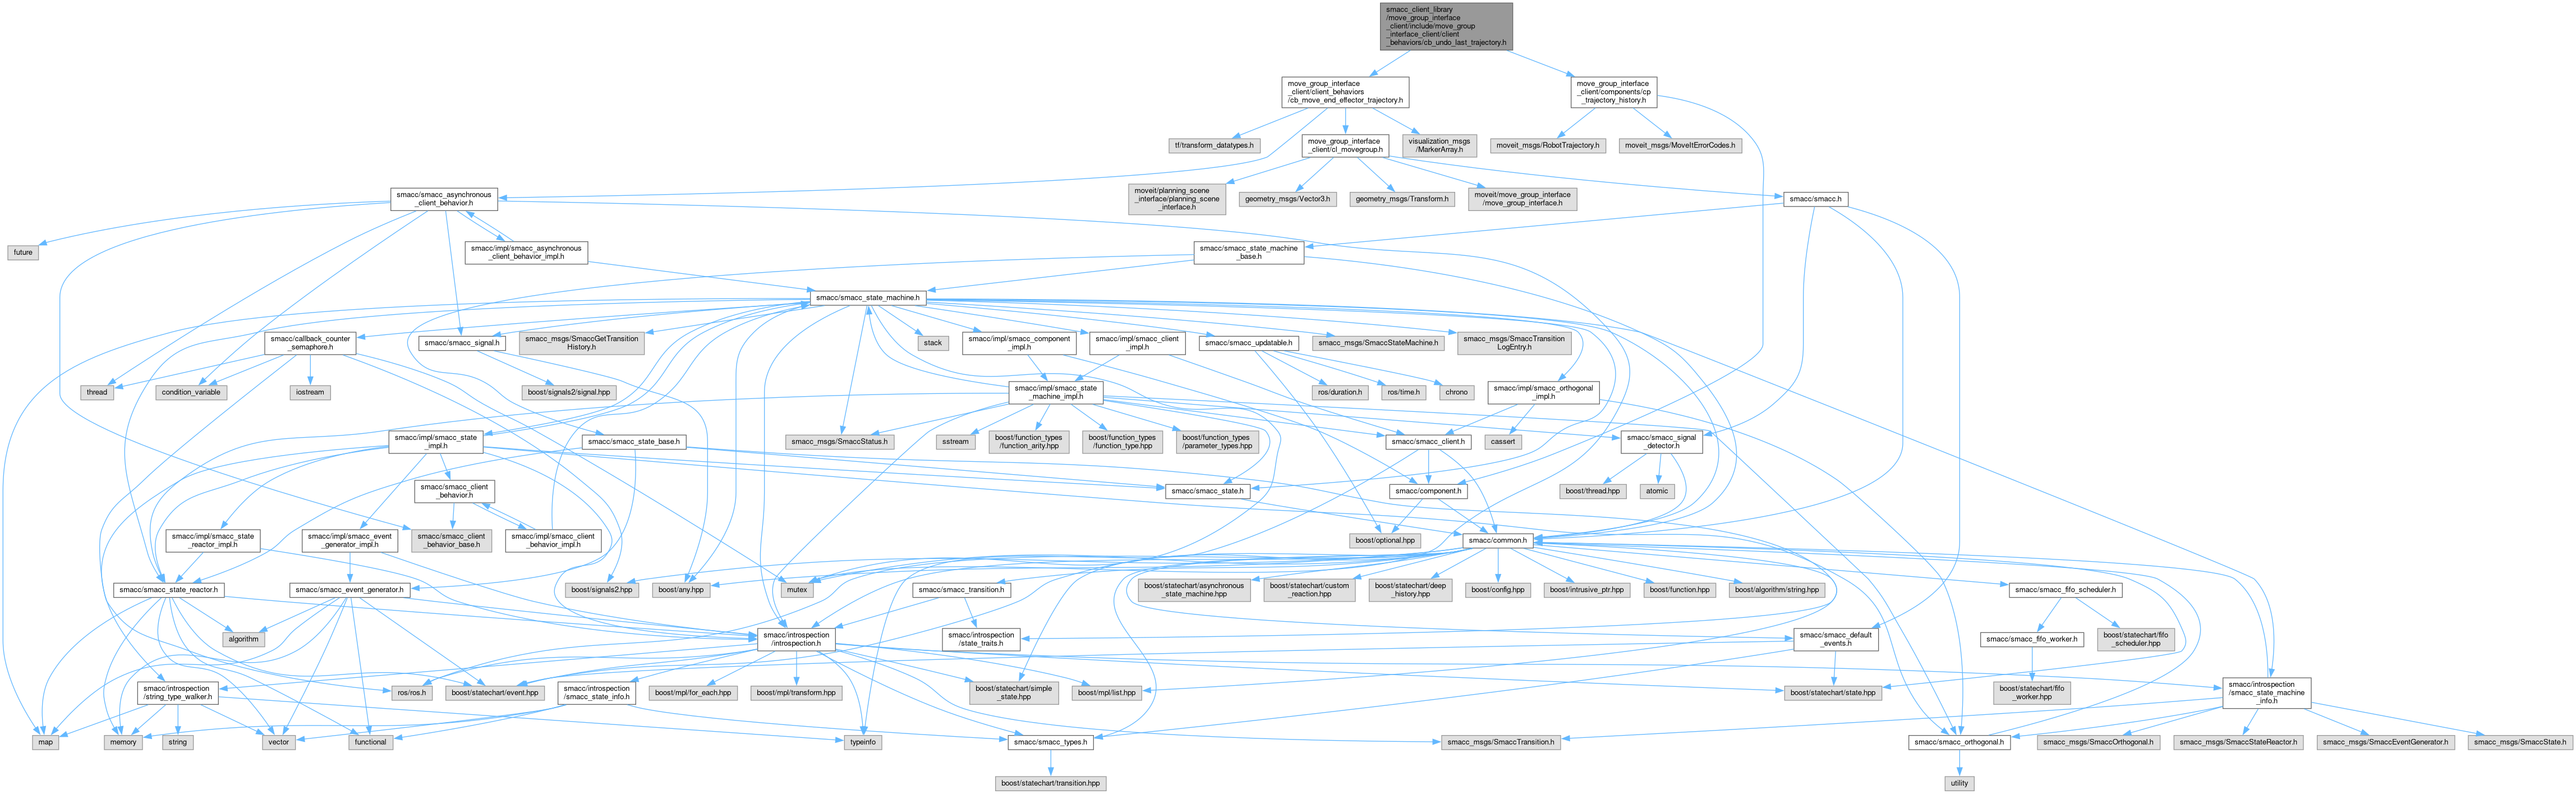 smacc_client_library
/move_group_interface
_client/include/move_group
_interface_client/client
_behaviors/cb_undo_last_trajectory.h
move_group_interface
_client/client_behaviors
/cb_move_end_effector_trajectory.h
move_group_interface
_client/components/cp
_trajectory_history.h
tf/transform_datatypes.h
move_group_interface
_client/cl_movegroup.h
visualization_msgs
/MarkerArray.h
moveit_msgs/RobotTrajectory.h
moveit_msgs/MoveItErrorCodes.h
smacc/smacc_asynchronous
_client_behavior.h
moveit/planning_scene
_interface/planning_scene
_interface.h
geometry_msgs/Vector3.h
geometry_msgs/Transform.h
moveit/move_group_interface
/move_group_interface.h
smacc/smacc.h
future
smacc/impl/smacc_asynchronous
_client_behavior_impl.h
smacc/smacc_state_machine
_base.h
smacc/smacc_state_machine.h
smacc/callback_counter
_semaphore.h
smacc/smacc_signal.h
smacc_msgs/SmaccGetTransition
History.h
stack
smacc/impl/smacc_component
_impl.h
smacc/impl/smacc_client
_impl.h
smacc/smacc_updatable.h
smacc_msgs/SmaccStateMachine.h
smacc_msgs/SmaccTransition
LogEntry.h
thread
condition_variable
iostream
boost/signals2/signal.hpp
smacc/impl/smacc_state
_machine_impl.h
ros/duration.h
ros/time.h
chrono
smacc/impl/smacc_orthogonal
_impl.h
smacc/impl/smacc_state
_impl.h
smacc/smacc_state_base.h
smacc_msgs/SmaccStatus.h
sstream
boost/function_types
/function_arity.hpp
boost/function_types
/function_type.hpp
boost/function_types
/parameter_types.hpp
smacc/smacc_client.h
cassert
smacc/smacc_signal
_detector.h
smacc/smacc_client
_behavior.h
smacc/smacc_state.h
smacc/component.h
boost/thread.hpp
atomic
smacc/impl/smacc_state
_reactor_impl.h
smacc/impl/smacc_event
_generator_impl.h
smacc/smacc_client
_behavior_base.h
smacc/impl/smacc_client
_behavior_impl.h
boost/optional.hpp
smacc/common.h
smacc/smacc_state_reactor.h
smacc/smacc_event_generator.h
boost/signals2.hpp
boost/any.hpp
mutex
smacc/smacc_transition.h
boost/statechart/asynchronous
_state_machine.hpp
boost/statechart/custom
_reaction.hpp
boost/statechart/deep
_history.hpp
boost/config.hpp
boost/intrusive_ptr.hpp
boost/function.hpp
boost/algorithm/string.hpp
smacc/smacc_fifo_scheduler.h
algorithm
smacc/introspection
/introspection.h
smacc/introspection
/state_traits.h
smacc/smacc_default
_events.h
smacc/smacc_fifo_worker.h
boost/statechart/fifo
_scheduler.hpp
smacc/introspection
/string_type_walker.h
ros/ros.h
boost/statechart/event.hpp
smacc/introspection
/smacc_state_info.h
boost/mpl/for_each.hpp
boost/mpl/transform.hpp
boost/statechart/simple
_state.hpp
boost/mpl/list.hpp
boost/statechart/state.hpp
boost/statechart/fifo
_worker.hpp
smacc/introspection
/smacc_state_machine
_info.h
map
memory
string
vector
functional
typeinfo
smacc/smacc_types.h
smacc_msgs/SmaccTransition.h
smacc/smacc_orthogonal.h
smacc_msgs/SmaccOrthogonal.h
smacc_msgs/SmaccStateReactor.h
smacc_msgs/SmaccEventGenerator.h
smacc_msgs/SmaccState.h
boost/statechart/transition.hpp
utility